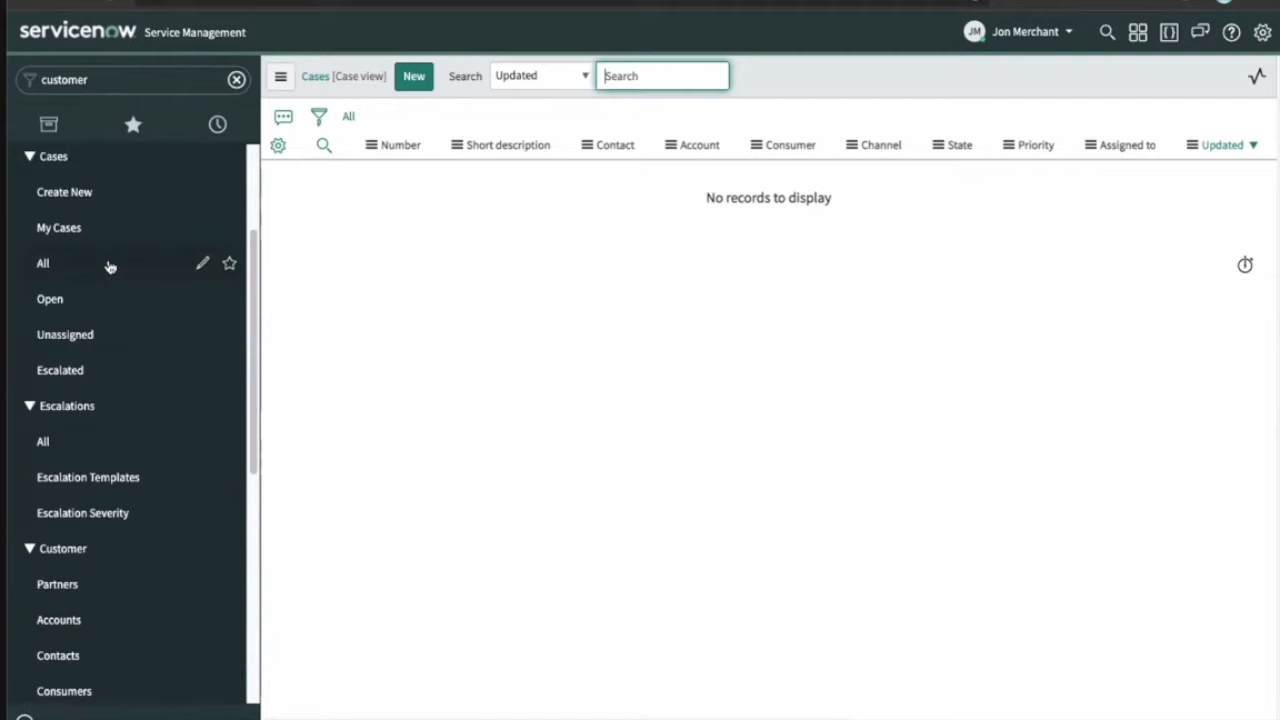 servicenow Service Management
JM Jon Merchant
customer
Cases [Case view] New Search Updated Search
All
Number Short description Contact Account Consumer Channel State Priority Assigned to Updated
No records to display
Cases
Create New
My Cases
All
Open
Unassigned
Escalated
Escalations
All
Escalation Templates
Escalation Severity
Customer
Partners
Accounts
Contacts
Consumers